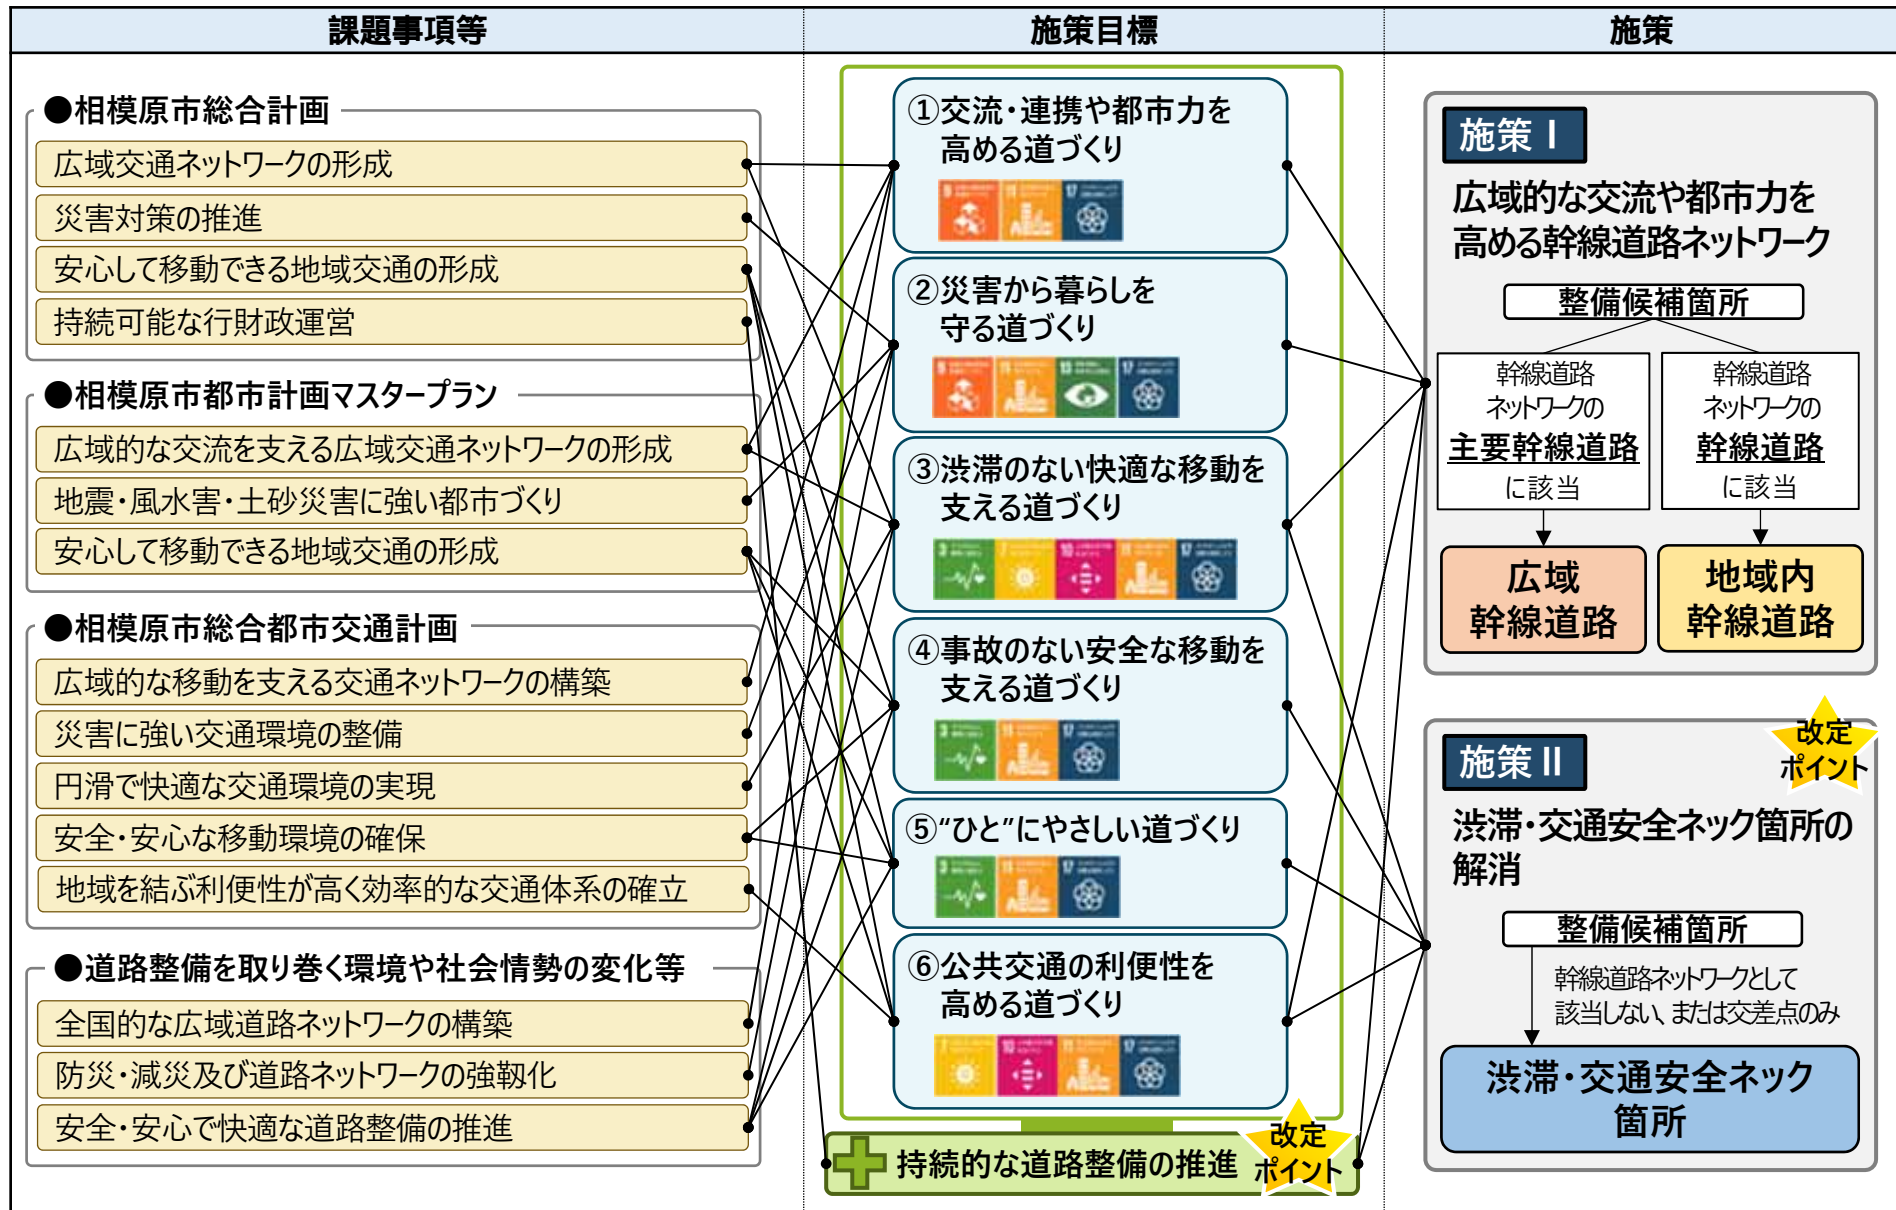 課題事項等
施策目標
施策
●相模原市総合計画
広域交通ネットワークの形成
災害対策の推進
安心して移動できる地域交通の形成
持続可能な行財政運営
●相模原市都市計画マスタープラン
広域的な交流を支える広域交通ネットワークの形成
地震・風水害・土砂災害に強い都市づくり
安心して移動できる地域交通の形成
●相模原市総合都市交通計画
広域的な移動を支える交通ネットワークの構築
災害に強い交通環境の整備
円滑で快適な交通環境の実現
安全・安心な移動環境の確保
地域を結ぶ利便性が高く効率的な交通体系の確立
●道路整備を取り巻く環境や社会情勢の変化等
全国的な広域道路ネットワークの構築
防災・減災及び道路ネットワークの強靱化
安全・安心で快適な道路整備の推進
①交流・連携や都市力を
高める道づくり
9 11 17
②災害から暮らしを
守る道づくり
9 11 13 17
③渋滞のない快適な移動を
支える道づくり
3 7 10 11 17
④事故のない安全な移動を
支える道づくり
3 11 17
⑤“ひと”にやさしい道づくり
3 11 17
⑥公共交通の利便性を
高める道づくり
7 10 11 17
持続的な道路整備の推進
改定
ポイント
施策Ⅰ
広域的な交流や都市力を
高める幹線道路ネットワーク
整備候補箇所
幹線道路
ネットワークの
主要幹線道路
に該当
幹線道路
ネットワークの
幹線道路
に該当
広域
幹線道路
地域内
幹線道路
改定
ポイント
施策Ⅱ
渋滞・交通安全ネック箇所の
解消
整備候補箇所
幹線道路ネットワークとして
該当しない、または交差点のみ
渋滞・交通安全ネック
箇所